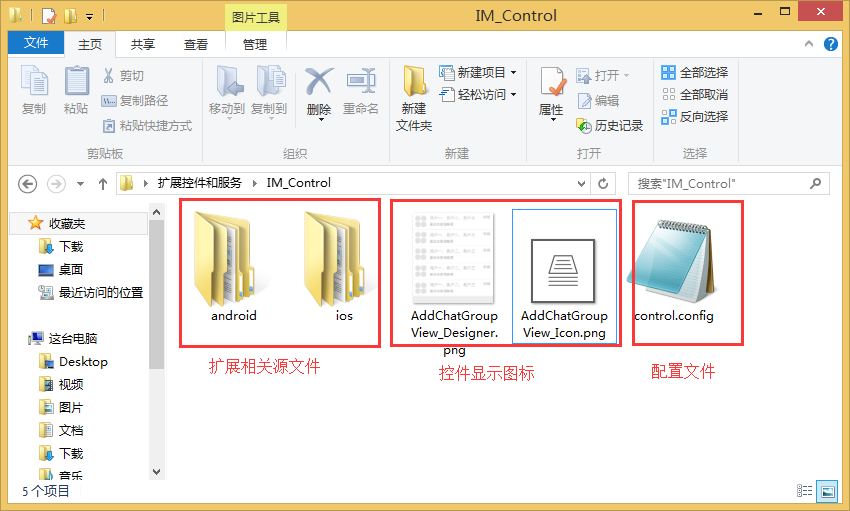 图片工具
IM_Control
文件
主页
共享
查看
管理
复制
粘贴
剪切
复制路径
粘贴快捷方式
剪贴板
移动到
复制到
删除
重命名
组织
新建
文件夹
新建项目
轻松访问
新建
属性
打开
编辑
历史记录
打开
全部选择
全部取消
反向选择
选择
扩展控件和服务
IM_Control
搜索"IM_Control"
收藏夹
下载
桌面
最近访问的位置
这台电脑
Desktop
视频
图片
文档
下载
音乐
android
ios
AddChatGroup
View_Designer.
png
AddChatGroup
View_Icon.png
control.config
扩展相关源文件
控件显示图标
配置文件
5 个项目